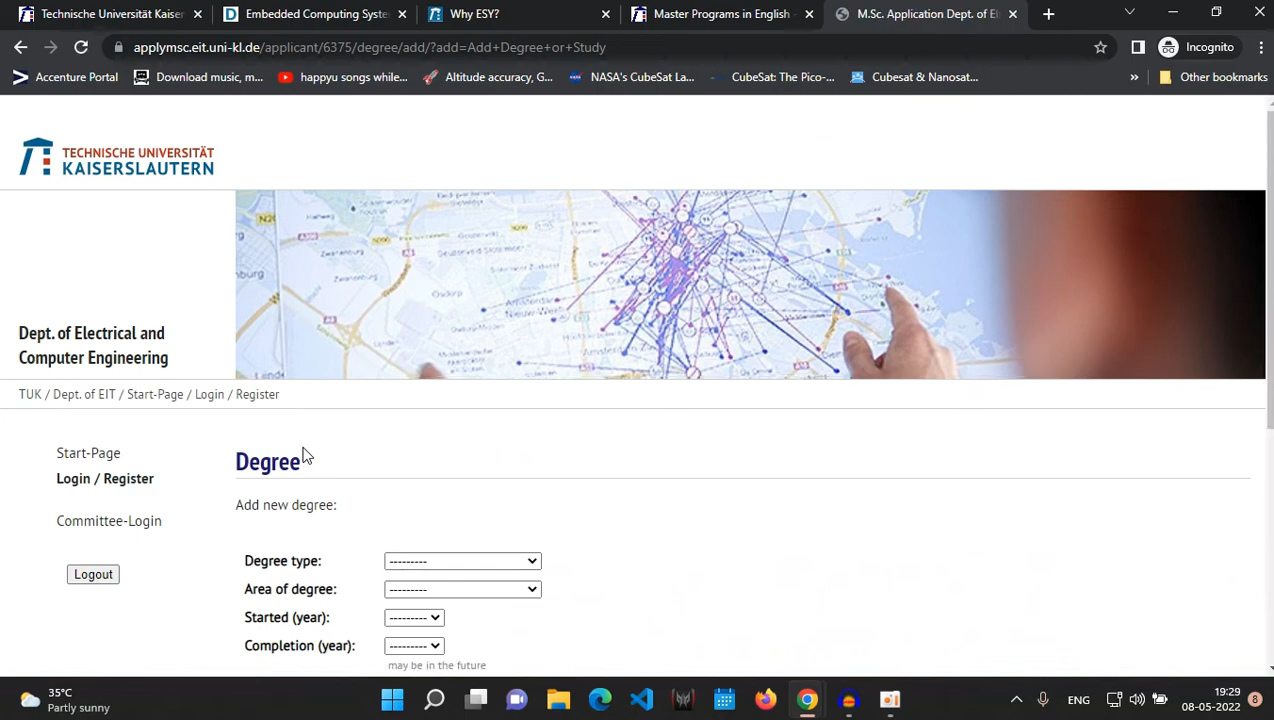 Technische Universität Kaiser
Embedded Computing Syste
Why ESY?
Master Programs in English -
M.Sc. Application Dept. of El
applymsc.eit.uni-kl.de/applicant/6375/degree/add/?add=Add+Degree+or+Study
Incognito
Accenture Portal
Download music, m...
happyu songs while...
Altitude accuracy, G...
NASA's CubeSat La...
CubeSat: The Pico-...
Cubesat & Nanosat...
»
Other bookmarks
TECHNISCHE UNIVERSITÄT
KAISERSLAUTERN
Dept. of Electrical and
Computer Engineering
TUK / Dept. of EIT / Start-Page / Login / Register
Start-Page
Login / Register
Committee-Login
Logout
Degree
Add new degree:
Degree type: ---------
Area of degree: ---------
Started (year): ---------
Completion (year): ---------
may be in the future
35°C
Partly sunny
ENG
19:29
08-05-2022
8